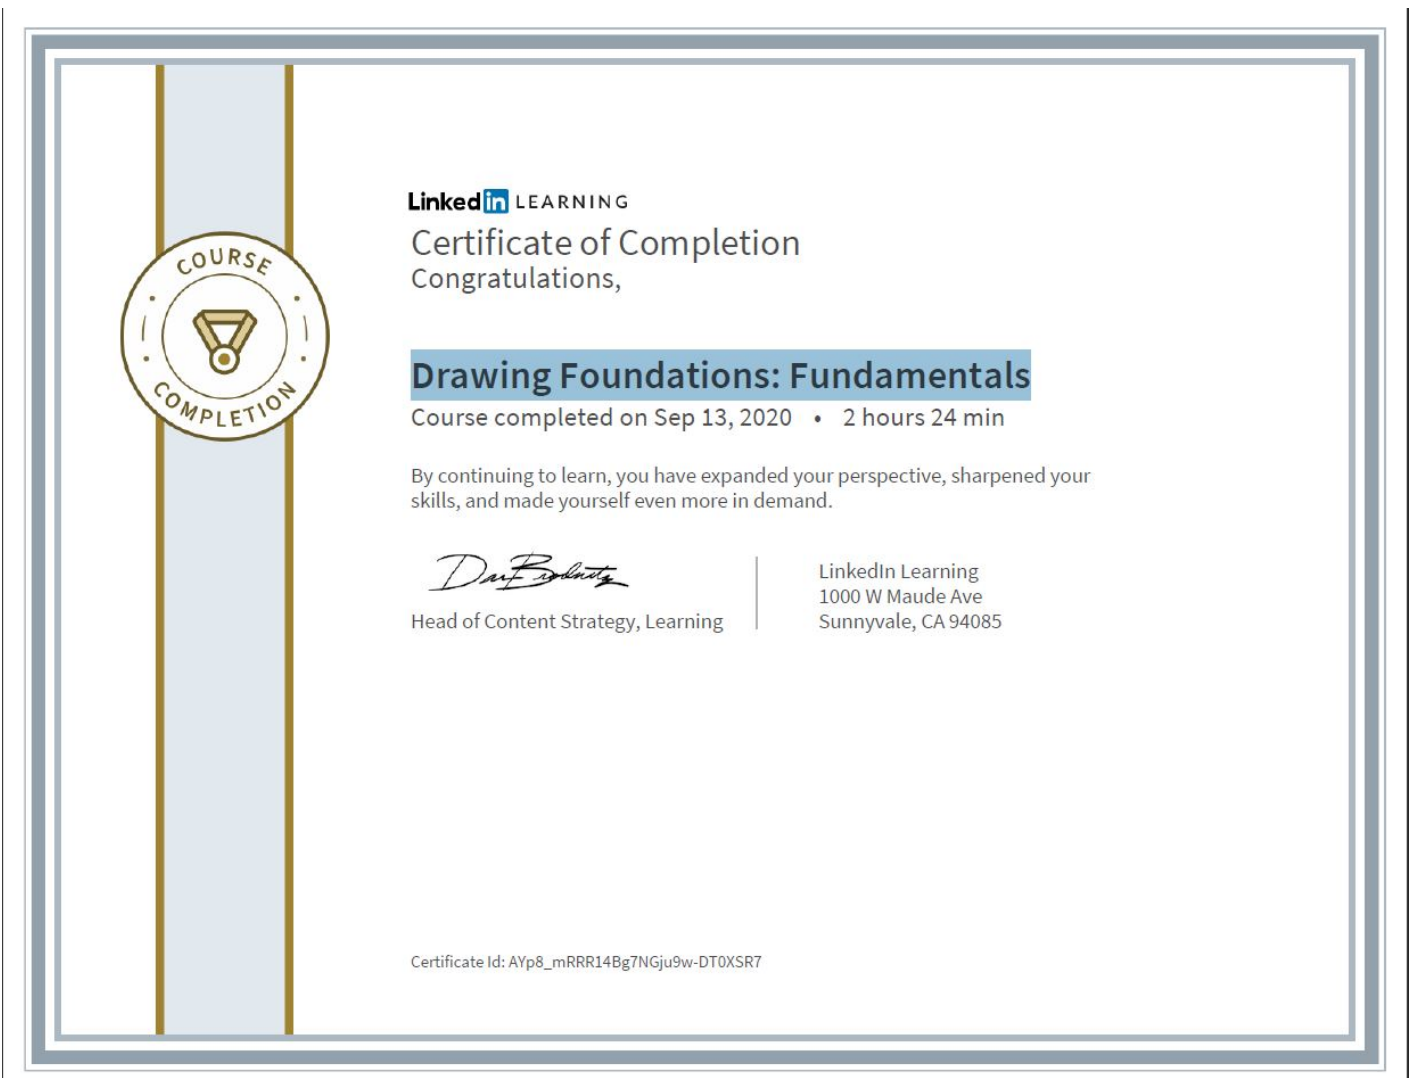 COURSE
COMPLETION
Linked in LEARNING
Certificate of Completion
Congratulations,
Drawing Foundations: Fundamentals
Course completed on Sep 13, 2020 • 2 hours 24 min
By continuing to learn, you have expanded your perspective, sharpened your
skills, and made yourself even more in demand.
Head of Content Strategy, Learning
LinkedIn Learning
1000 W Maude Ave
Sunnyvale, CA 94085
Certificate Id: AYp8_mRRR14Bg7NGju9w-DT0XSR7